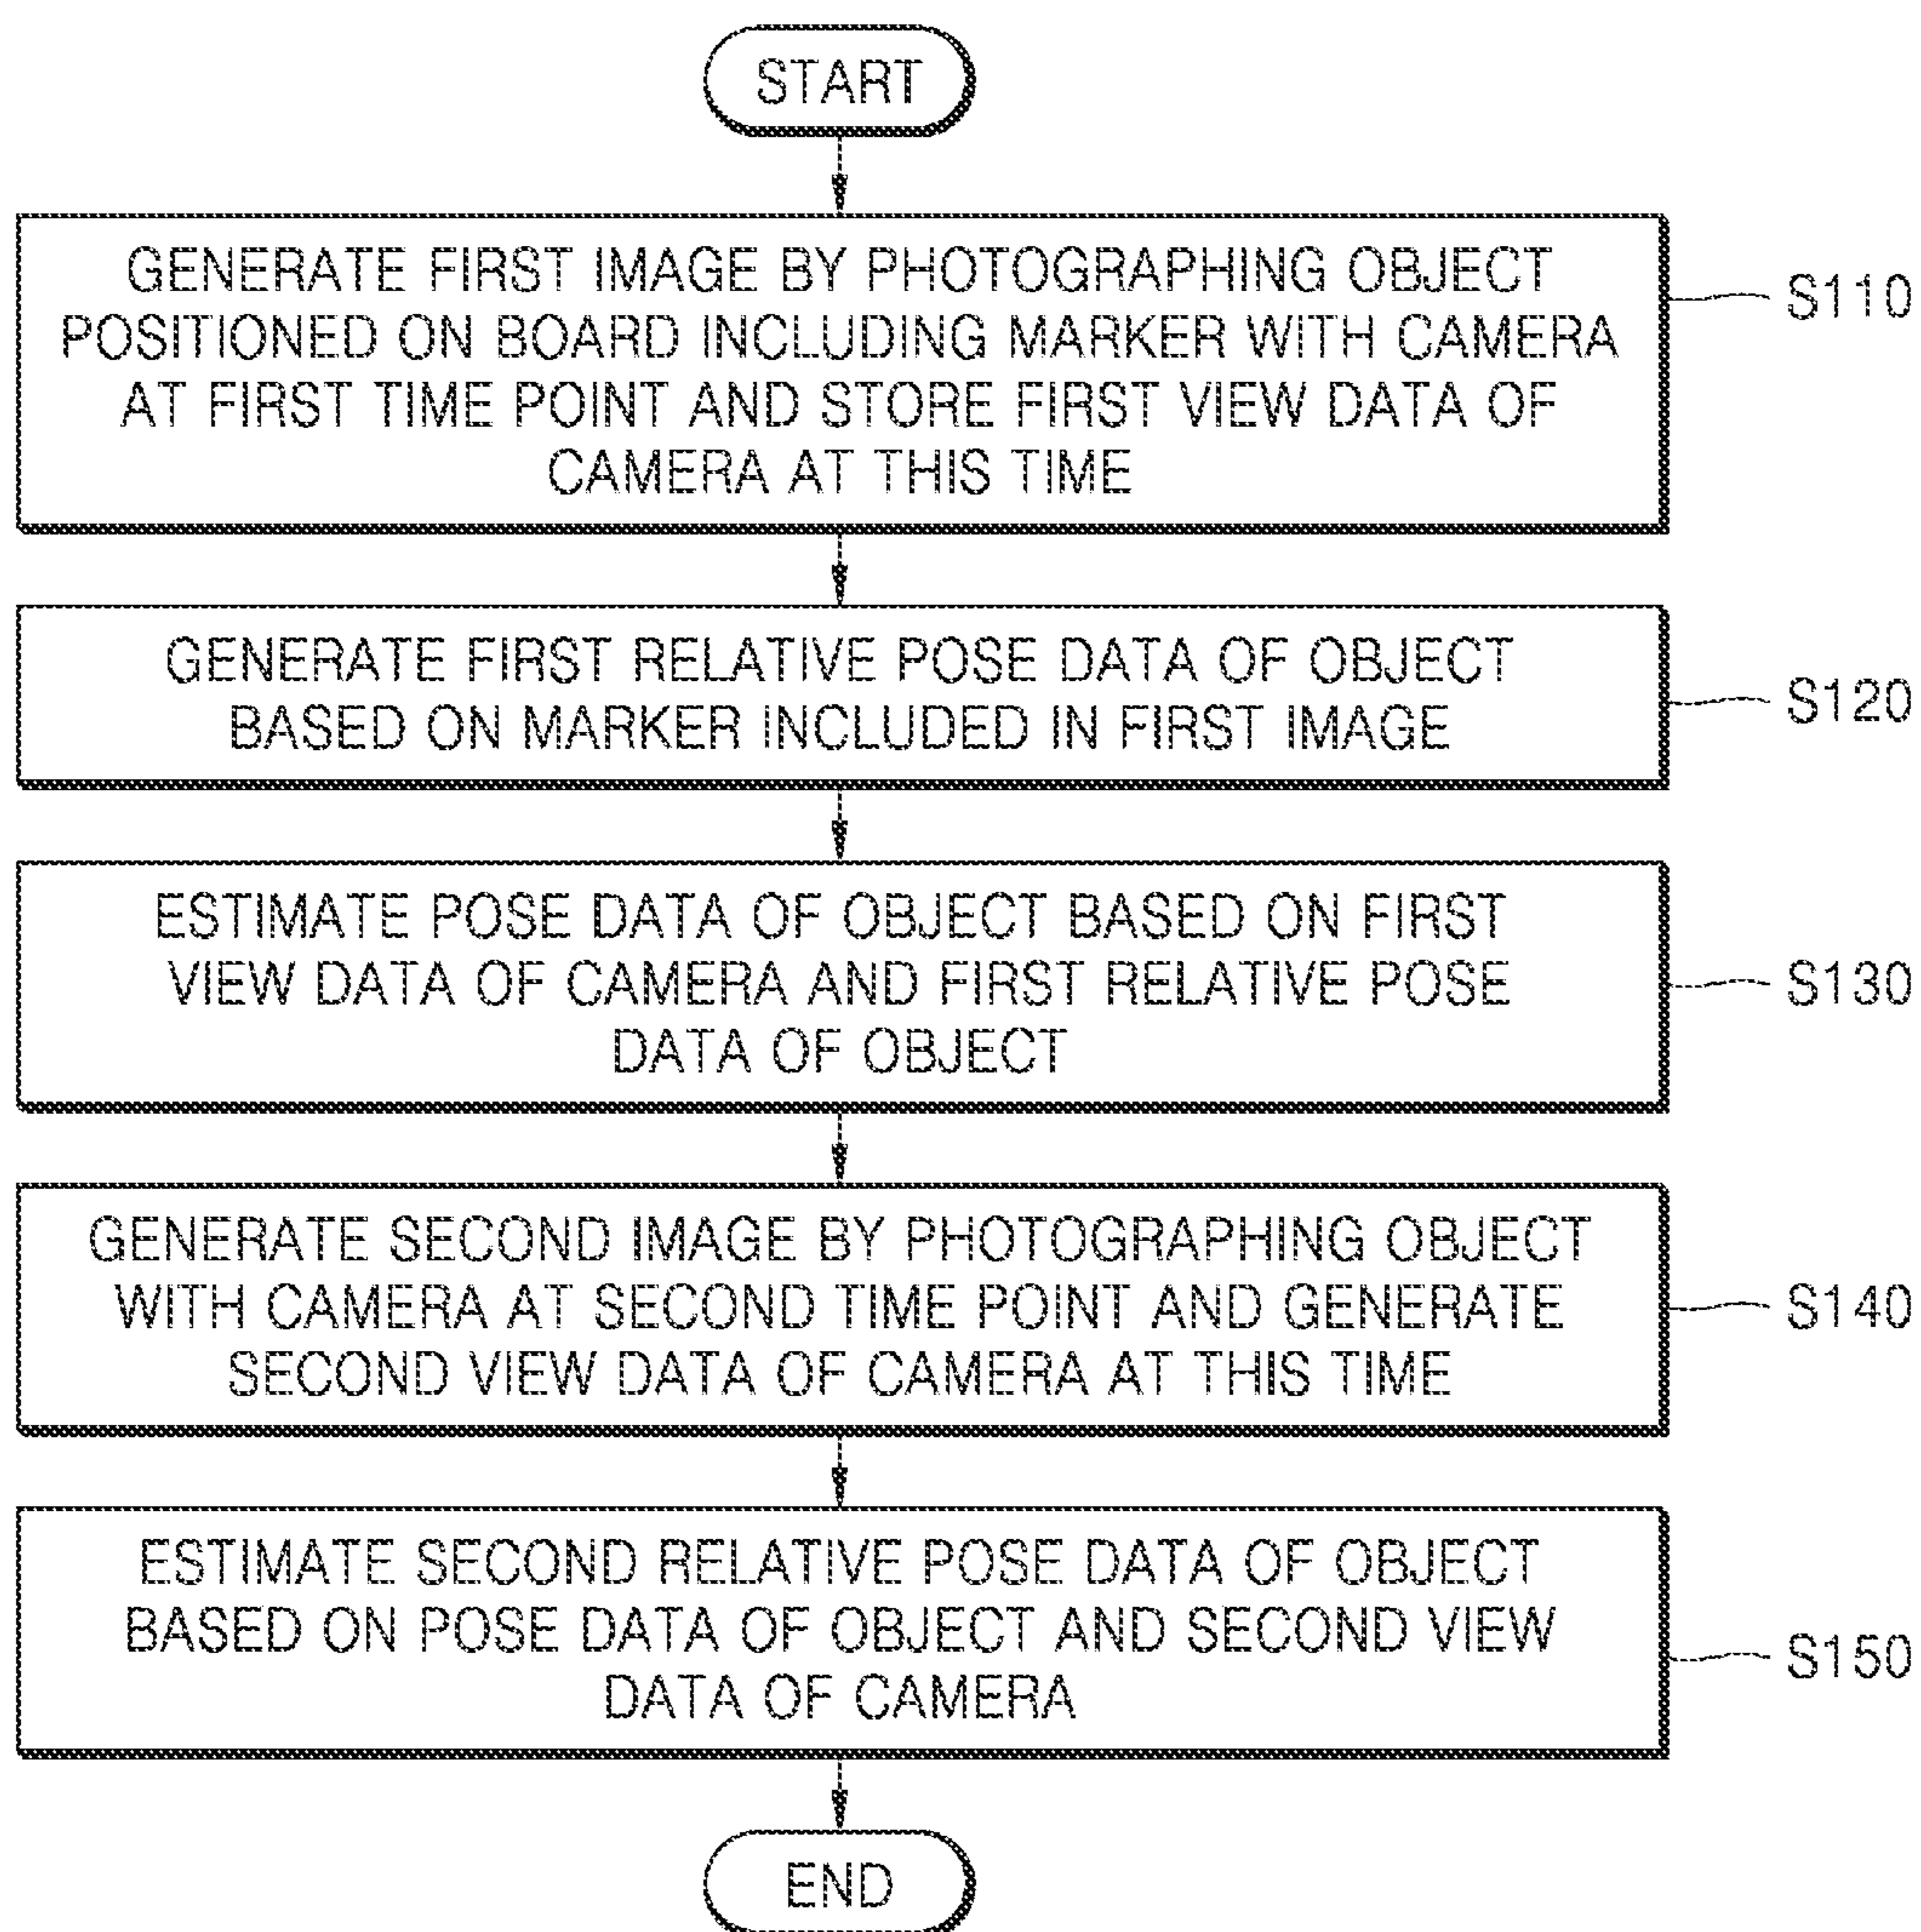 START
GENERATE FIRST IMAGE BY PHOTOGRAPHING OBJECT
POSITIONED ON BOARD INCLUDING MARKER WITH CAMERA
AT FIRST TIME POINT AND STORE FIRST VIEW DATA OF
CAMERA AT THIS TIME
S110
GENERATE FIRST RELATIVE POSE DATA OF OBJECT
BASED ON MARKER INCLUDED IN FIRST IMAGE
S120
ESTIMATE POSE DATA OF OBJECT BASED ON FIRST
VIEW DATA OF CAMERA AND FIRST RELATIVE POSE
DATA OF OBJECT
S130
GENERATE SECOND IMAGE BY PHOTOGRAPHING OBJECT
WITH CAMERA AT SECOND TIME POINT AND GENERATE
SECOND VIEW DATA OF CAMERA AT THIS TIME
S140
ESTIMATE SECOND RELATIVE POSE DATA OF OBJECT
BASED ON POSE DATA OF OBJECT AND SECOND VIEW
DATA OF CAMERA
S150
END